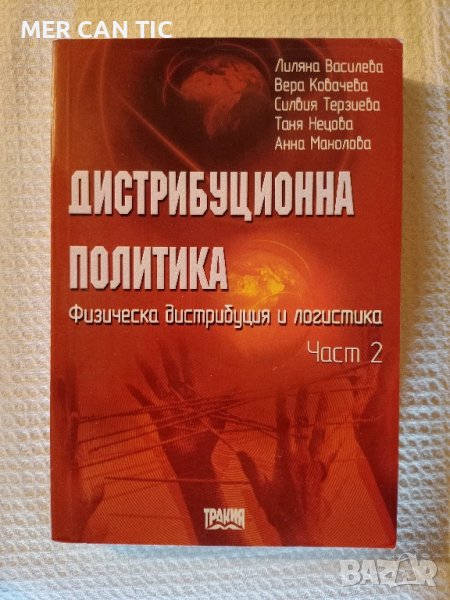 MER CAN TIC
Лиляна Василева
Вера Ковачева
Силвия Терзиева
Таня Нецова
Анна Манолова
ДИСТРИБУЦИОННА
ПОЛИТИКА
Физическа дистрибуция и логистика
Част 2
ТРАКИЯ
BAZAR